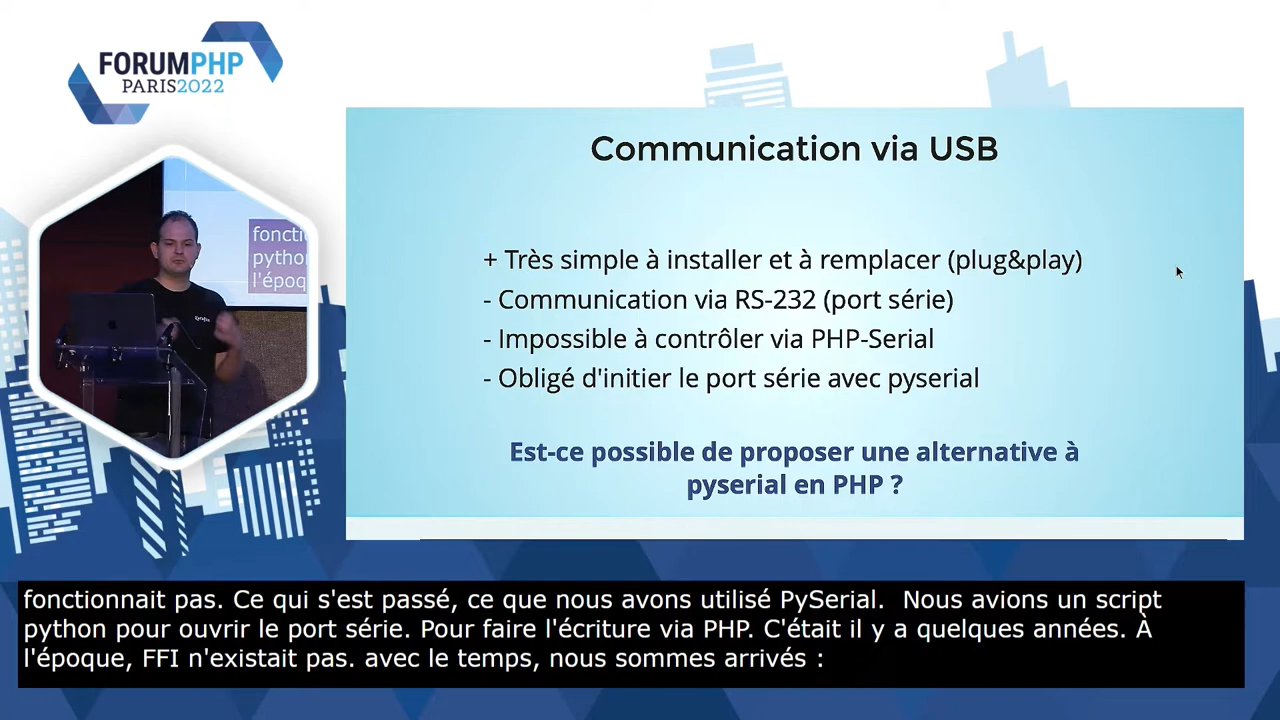 FORUMPHP
PARIS2022
Communication via USB
+ Très simple à installer et à remplacer (plug&play)
- Communication via RS-232 (port série)
- Impossible à contrôler via PHP-Serial
- Obligé d'initier le port série avec pyserial
Est-ce possible de proposer une alternative à
pyserial en PHP ?
foncti
python
l'époq
fonctionnait pas. Ce qui s'est passé, ce que nous avons utilisé PySerial.  Nous avions un script
python pour ouvrir le port série. Pour faire l'écriture via PHP. C'était il y a quelques années. À
l'époque, FFI n'existait pas. avec le temps, nous sommes arrivés :